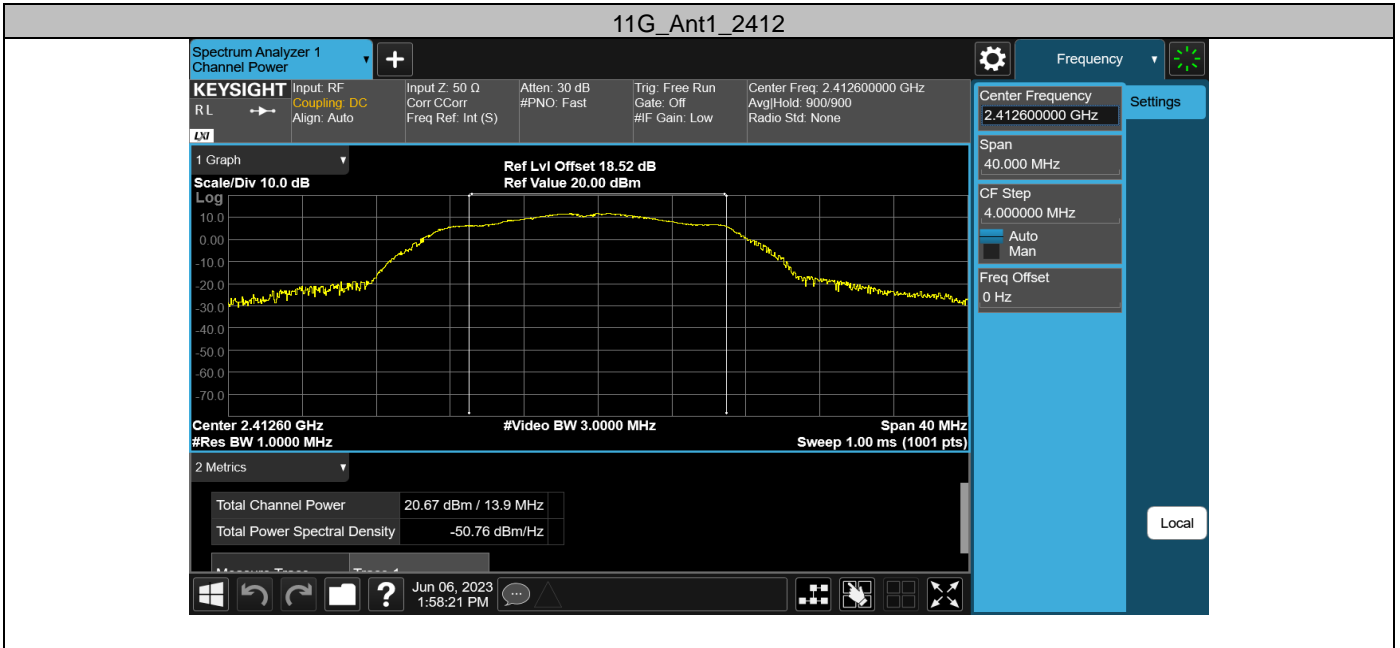 11G_Ant1_2412
Spectrum Analyzer 1
Channel Power
+
Frequency
KEYSIGHT
R L
LXI
Input: RF
Coupling: DC
Align: Auto
Input Z: 50 Ω
Corr CCorr
Freq Ref: Int (S)
Atten: 30 dB
#PNO: Fast
Trig: Free Run
Gate: Off
#IF Gain: Low
Center Freq: 2.412600000 GHz
Avg|Hold: 900/900
Radio Std: None
Center Frequency
2.412600000 GHz
Settings
Span
40.000 MHz
CF Step
4.000000 MHz
Auto
Man
Freq Offset
0 Hz
Local
1 Graph
Scale/Div 10.0 dB
Ref Lvl Offset 18.52 dB
Ref Value 20.00 dBm
Log
10.0
0.00
-10.0
-20.0
-30.0
-40.0
-50.0
-60.0
-70.0
Center 2.41260 GHz
#Video BW 3.0000 MHz
Span 40 MHz
#Res BW 1.0000 MHz
Sweep 1.00 ms (1001 pts)
2 Metrics
Total Channel Power 20.67 dBm / 13.9 MHz
Total Power Spectral Density -50.76 dBm/Hz
?
Jun 06, 2023
1:58:21 PM